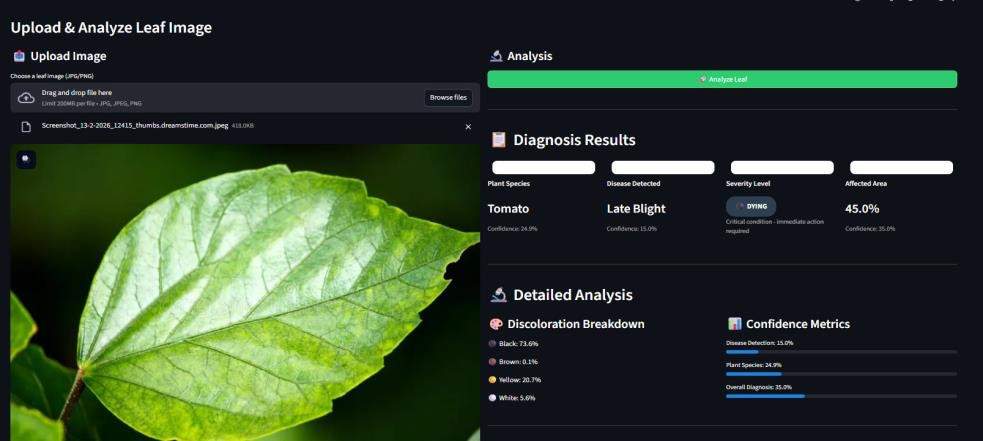 Upload & Analyze Leaf Image
Upload Image
Choose a leaf image (JPG/PNG)
Drag and drop file here
Limit 200MB per file • JPG, JPEG, PNG
Browse files
Screenshot_13-2-2026_12415_thumbs.dreamstime.com.jpeg 418.0KB
Analysis
Analyze Leaf
Diagnosis Results
Plant Species
Tomato
Confidence: 24.9%
Disease Detected
Late Blight
Confidence: 15.0%
Severity Level
DYING
Critical condition - immediate action
required
Affected Area
45.0%
Confidence: 35.0%
Detailed Analysis
Discoloration Breakdown
Black: 73.6%
Brown: 0.1%
Yellow: 20.7%
White: 5.6%
Confidence Metrics
Disease Detection: 15.0%
Plant Species: 24.9%
Overall Diagnosis: 35.0%